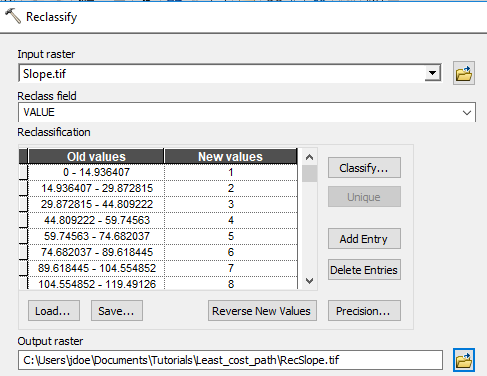 Reclassify
Input raster
Slope.tif
Reclass field
VALUE
Reclassification
Old values New values
0 - 14.936407 1
14.936407 - 29.872815 2
29.872815 - 44.809222 3
44.809222 - 59.74563 4
59.74563 - 74.682037 5
74.682037 - 89.618445 6
89.618445 - 104.554852 7
104.554852 - 119.49126 8
Classify...
Unique
Add Entry
Delete Entries
Load... Save... Reverse New Values Precision...
Output raster
C:\Users\jdoe\Documents\Tutorials\Least_cost_path\RecSlope.tif